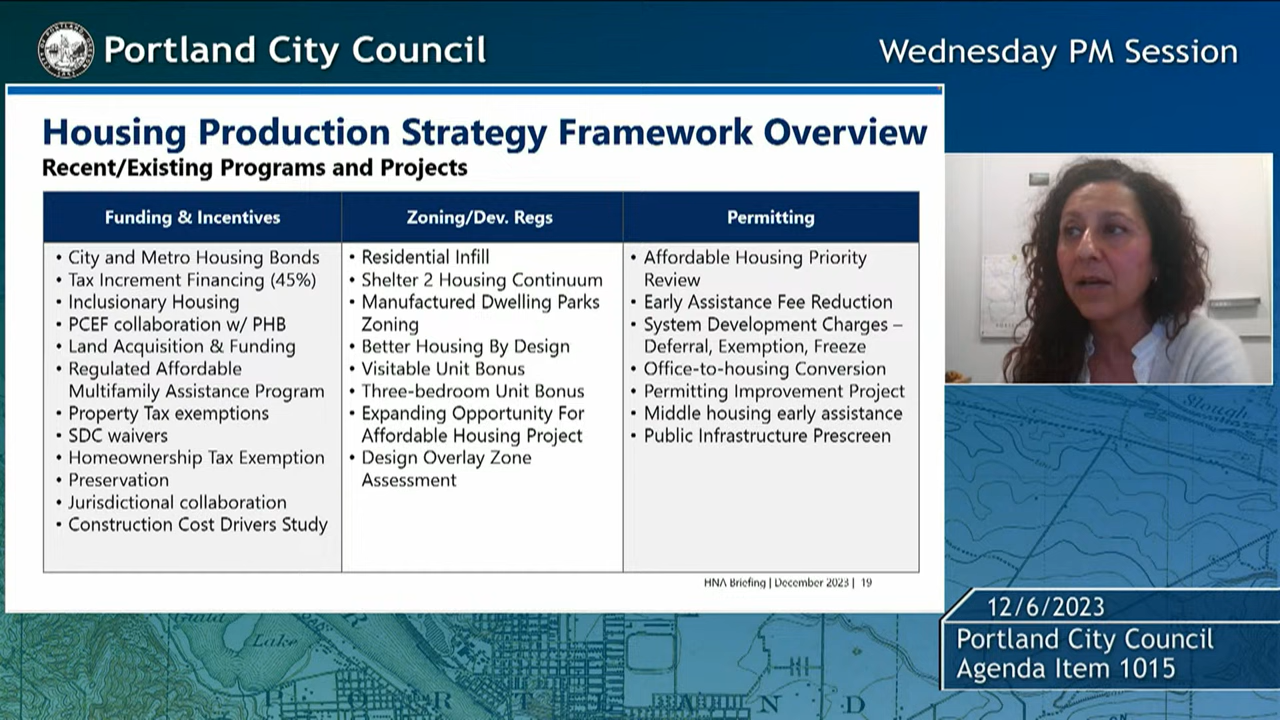 Portland City Council
Wednesday PM Session
Housing Production Strategy Framework Overview
Recent/Existing Programs and Projects
Funding & Incentives
• City and Metro Housing Bonds
• Tax Increment Financing (45%)
• Inclusionary Housing
• PCEF collaboration w/ PHB
• Land Acquisition & Funding
• Regulated Affordable
Multifamily Assistance Program
• Property Tax exemptions
• SDC waivers
• Homeownership Tax Exemption
• Preservation
• Jurisdictional collaboration
• Construction Cost Drivers Study
Zoning/Dev. Regs
• Residential Infill
• Shelter 2 Housing Continuum
• Manufactured Dwelling Parks
Zoning
• Better Housing By Design
• Visitable Unit Bonus
• Three-bedroom Unit Bonus
• Expanding Opportunity For
Affordable Housing Project
• Design Overlay Zone
Assessment
Permitting
• Affordable Housing Priority
Review
• Early Assistance Fee Reduction
• System Development Charges –
Deferral, Exemption, Freeze
• Office-to-housing Conversion
• Permitting Improvement Project
• Middle housing early assistance
• Public Infrastructure Prescreen
HNA Briefing | December 2023 | 19
Slough
Guild
Lake
12/6/2023
Portland City Council
Agenda Item 1015